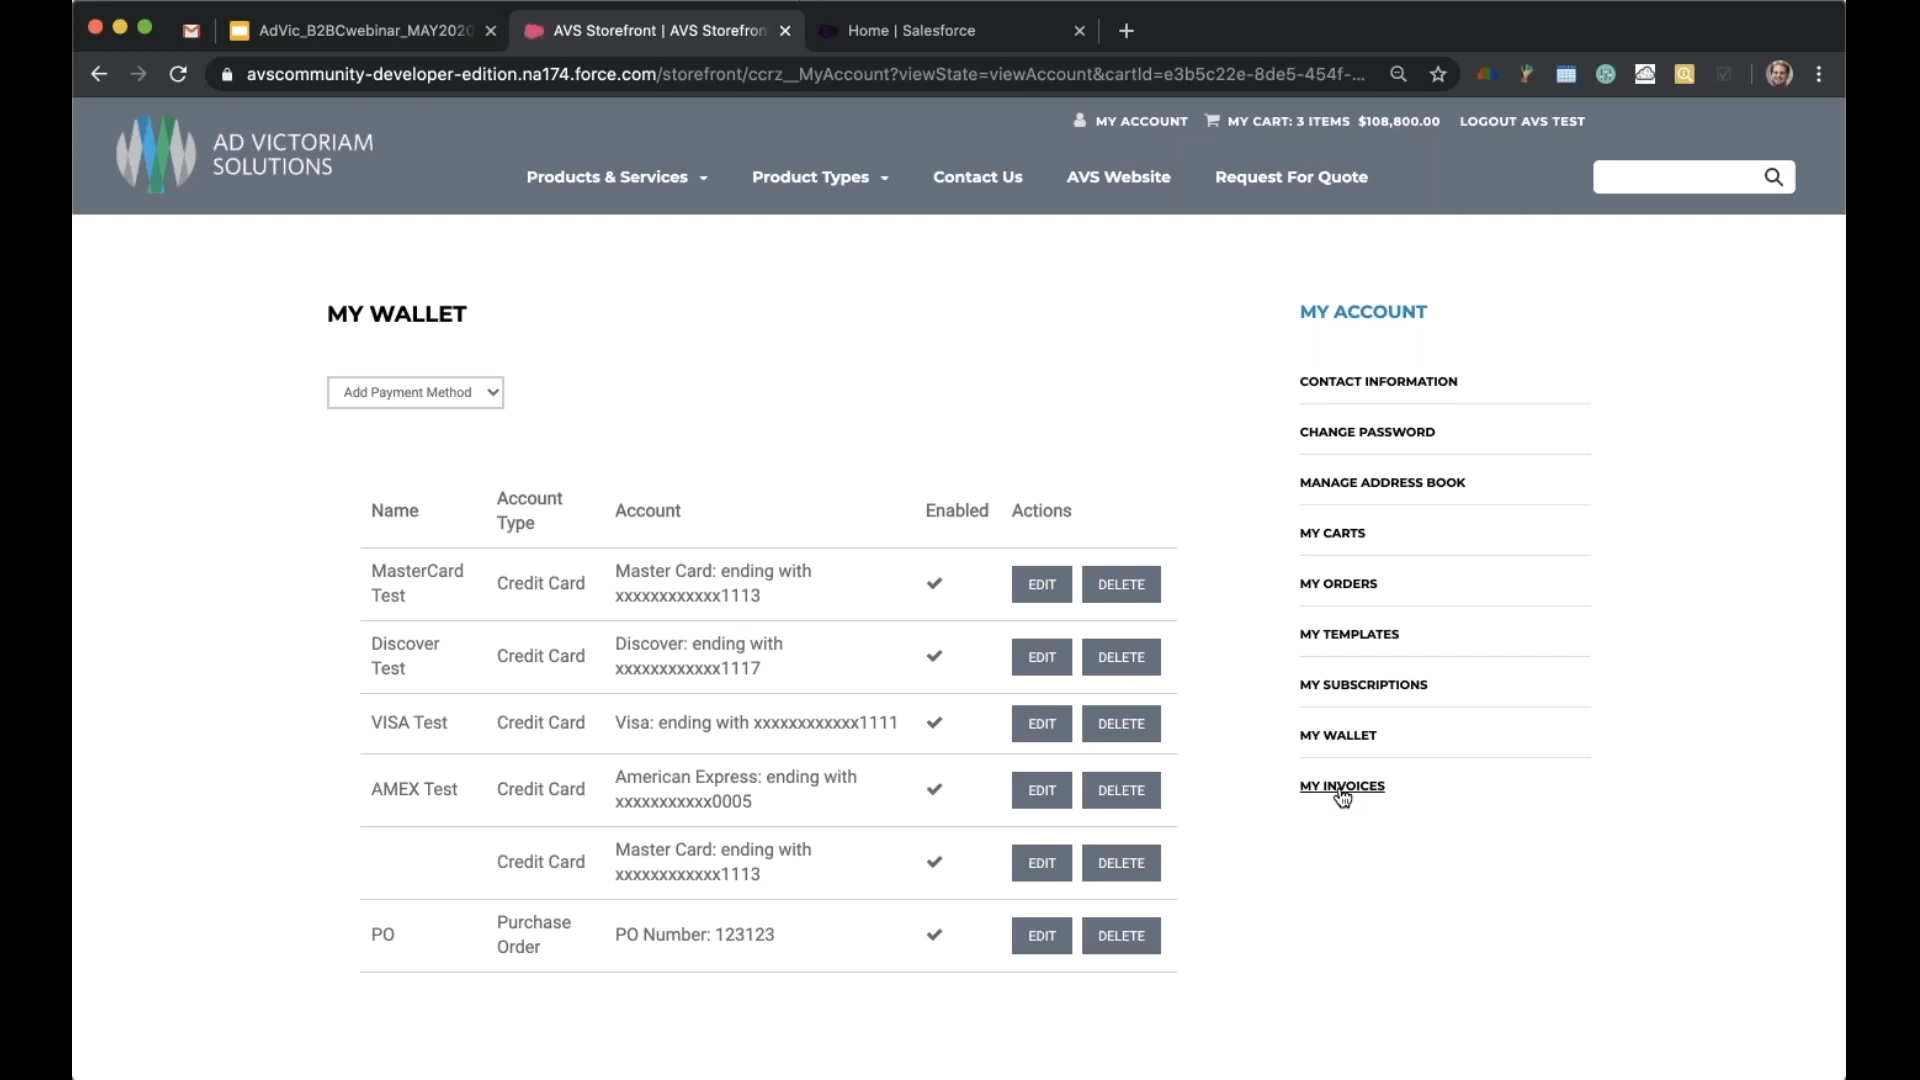 AdVic_B2BCwebinar_MAY2020
AVS Storefront | AVS Storefron
Home | Salesforce
avscommunity-developer-edition.na174.force.com/storefront/ccrz__MyAccount?viewState=viewAccount&cartId=e3b5c22e-8de5-454f-...
AD VICTORIAM
SOLUTIONS
MY ACCOUNT
MY CART: 3 ITEMS $108,800.00
LOGOUT AVS TEST
Products & Services
Product Types
Contact Us
AVS Website
Request For Quote
MY WALLET
Add Payment Method
Name
Account
Type
Account
Enabled
Actions
MasterCard
Test
Credit Card
Master Card: ending with
xxxxxxxxxxxx1113
EDIT
DELETE
Discover
Test
Credit Card
Discover: ending with
xxxxxxxxxxxx1117
EDIT
DELETE
VISA Test
Credit Card
Visa: ending with xxxxxxxxxxxx1111
EDIT
DELETE
AMEX Test
Credit Card
American Express: ending with
xxxxxxxxxxx0005
EDIT
DELETE
Credit Card
Master Card: ending with
xxxxxxxxxxxx1113
EDIT
DELETE
PO
Purchase
Order
PO Number: 123123
EDIT
DELETE
MY ACCOUNT
CONTACT INFORMATION
CHANGE PASSWORD
MANAGE ADDRESS BOOK
MY CARTS
MY ORDERS
MY TEMPLATES
MY SUBSCRIPTIONS
MY WALLET
MY INVOICES